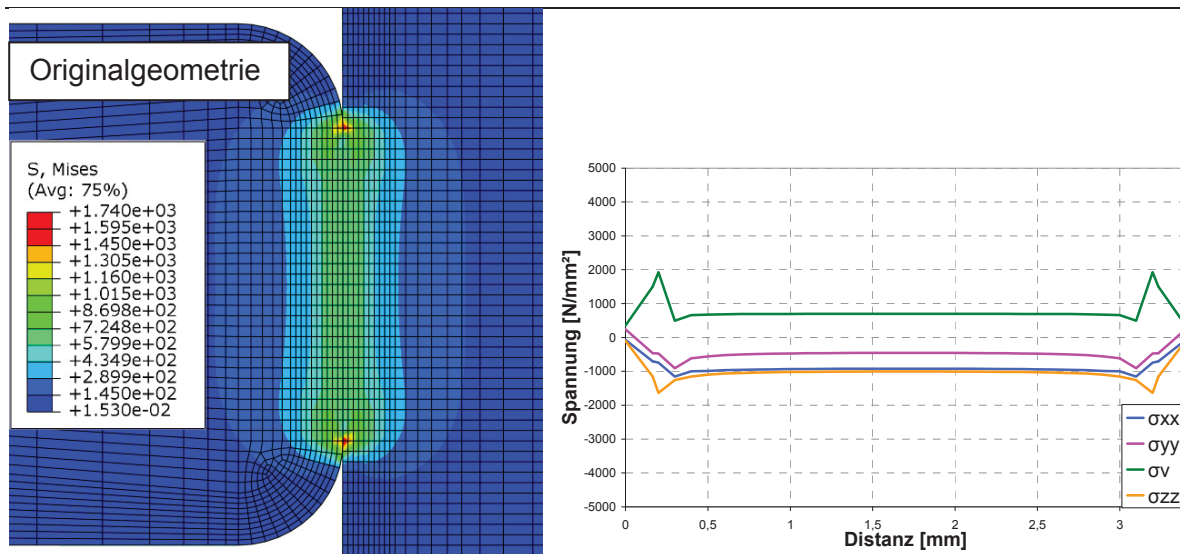 Originalgeometrie
S, Mises
(Avg: 75%)
+1.740e+03
+1.595e+03
+1.450e+03
+1.305e+03
+1.160e+03
+1.015e+03
+8.698e+02
+7.248e+02
+5.799e+02
+4.349e+02
+2.899e+02
+1.450e+02
+1.530e-02
Spannung [N/mm²]
5000
4000
3000
2000
1000
0
-1000
-2000
-3000
-4000
-5000
0
0,5
1
1,5
2
2,5
3
Distanz [mm]
σxx
σyy
σv
σzz